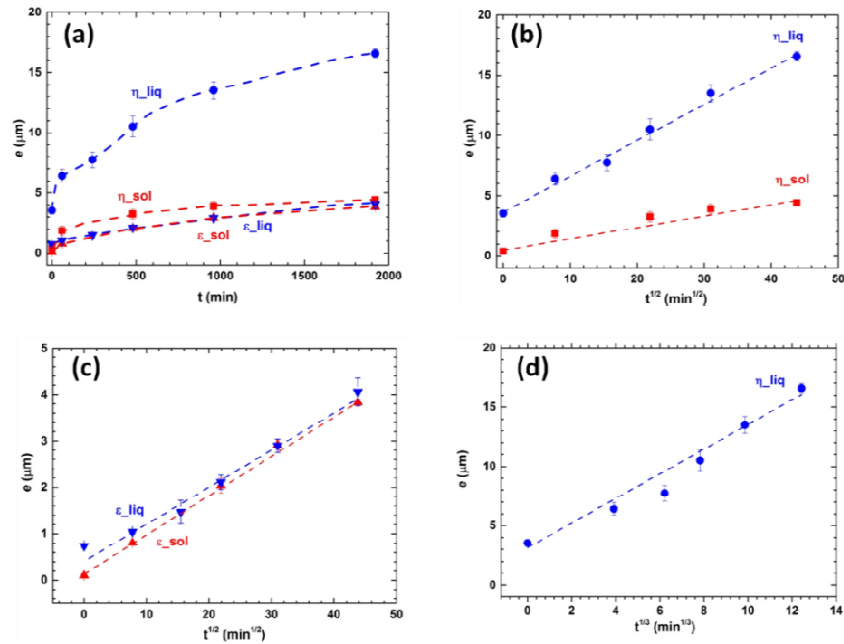 (a)
20
15
10
5
0
e (μm)
η_liq
η_sol
ε_sol
ε_liq
0 500 1000 1500 2000
t (min)
(b)
20
15
10
5
0
e (μm)
η_liq
η_sol
0 10 20 30 40 50
t^{1/2} (min^{1/2})
(c)
5
4
3
2
1
0
e (μm)
ε_liq
ε_sol
0 10 20 30 40 50
t^{1/2} (min^{1/2})
(d)
20
15
10
5
0
e (μm)
η_liq
0 2 4 6 8 10 12 14
t^{1/3} (min^{1/3})